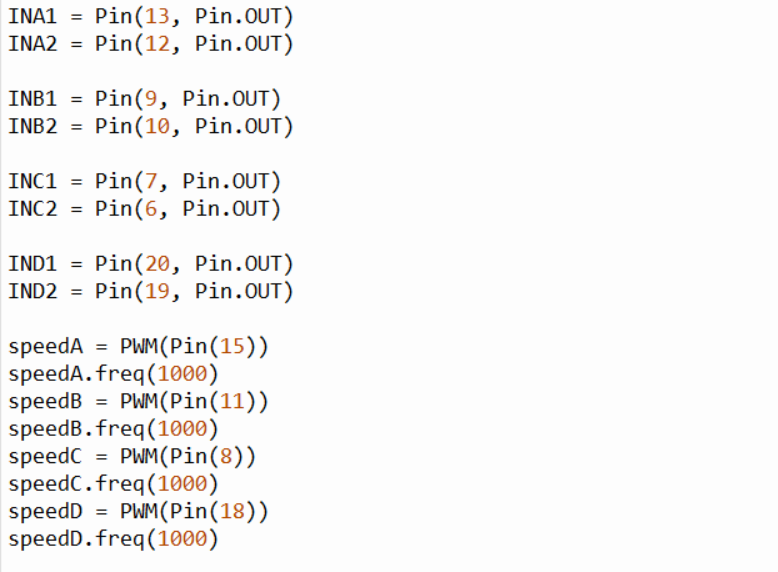 INA1 = Pin(13, Pin.OUT)
INA2 = Pin(12, Pin.OUT)

INB1 = Pin(9, Pin.OUT)
INB2 = Pin(10, Pin.OUT)

INC1 = Pin(7, Pin.OUT)
INC2 = Pin(6, Pin.OUT)

IND1 = Pin(20, Pin.OUT)
IND2 = Pin(19, Pin.OUT)

speedA = PWM(Pin(15))
speedA.freq(1000)
speedB = PWM(Pin(11))
speedB.freq(1000)
speedC = PWM(Pin(8))
speedC.freq(1000)
speedD = PWM(Pin(18))
speedD.freq(1000)